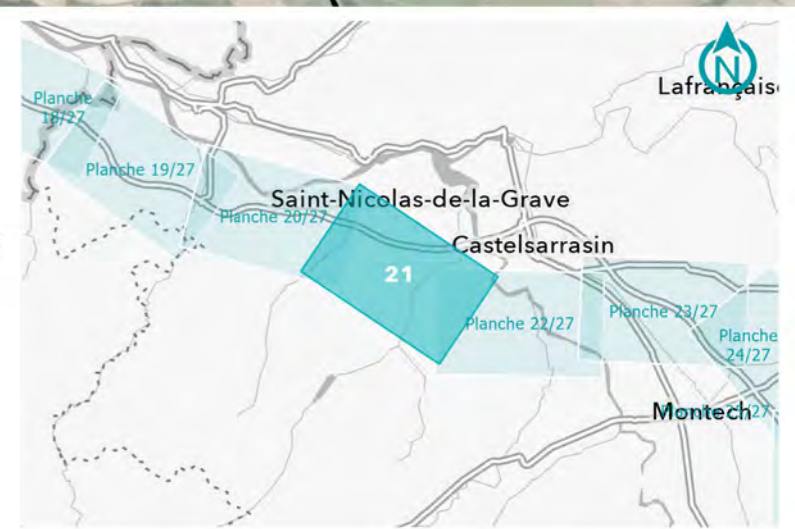 N
Lafrançais
Planche
18/27
Planche 19/27
Saint-Nicolas-de-la-Grave
Planche 20/27
Castelsarrasin
21
Planche 22/27
Planche 23/27
Planche
24/27
Montech